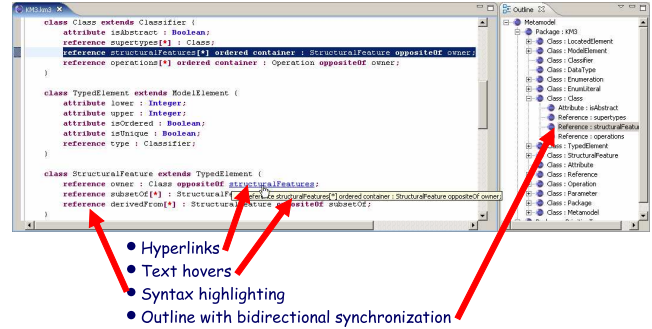 KM3.km3
class Class extends Classifier {
attribute isAbstract : Boolean;
reference supertypes[*] : Class;
reference structuralFeatures[*] ordered container : StructuralFeature oppositeOf owner;
reference operations[*] ordered container : Operation oppositeOf owner;
}
class TypedElement extends ModelElement {
attribute lower : Integer;
attribute upper : Integer;
attribute isOrdered : Boolean;
attribute isUnique : Boolean;
reference type : Classifier;
}
class StructuralFeature extends TypedElement {
reference owner : Class oppositeOf structuralFeatures;
reference subsetOf[*] : StructuralF
structuralFeatures[*] ordered container : StructuralFeature oppositeOf owner;
reference derivedFrom[*] : StructuralFeature oppositeOf subsetOf;
}
Outline
Metamodel
Package : KM3
Class : LocatedElement
Class : ModelElement
Class : Classifier
Class : DataType
Class : Enumeration
Class : EnumLiteral
Class : Class
Attribute : isAbstract
Reference : supertypes
Reference : structuralFeatu
Reference : operations
Class : TypedElement
Class : StructuralFeature
Class : Attribute
Class : Reference
Class : Operation
Class : Parameter
Class : Package
Class : Metamodel
• Hyperlinks
• Text hovers
• Syntax highlighting
• Outline with bidirectional synchronization